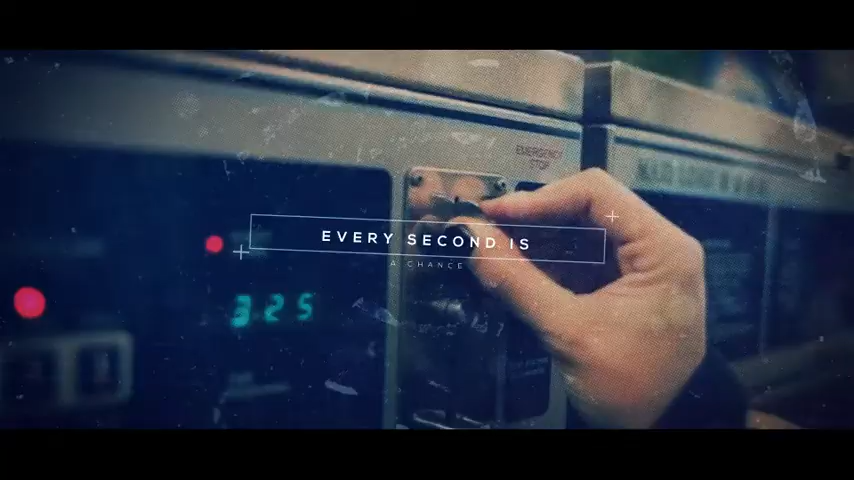 EMERGENCY
STOP
EVERY SECOND IS
A CHANCE
325